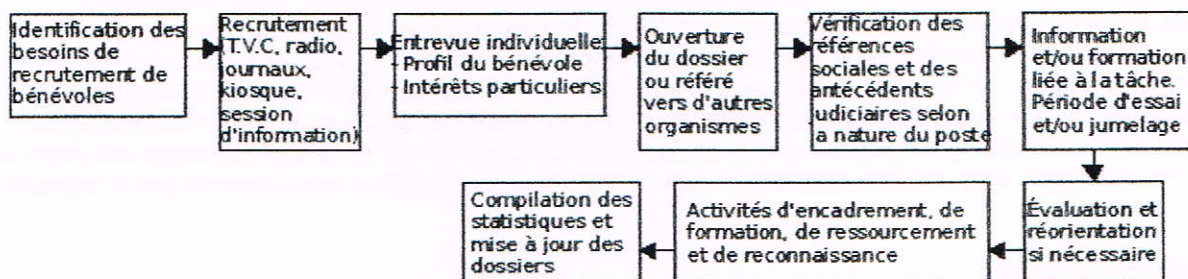 Identification des
besoins de
recrutement de
bénévoles
Recrutement
(T.V.C, radio,
journaux,
kiosque,
session
d'information)
Entrevue individuelle
- Profil du bénévole
- Intérêts particuliers
Ouverture
du dossier
ou référé
vers d'autres
organismes
Vérification des
références
sociales et des
antécédents
judiciaires selon
la nature du poste
Information
et/ou formation
liée à la tâche.
Période d'essai
et/ou jumelage
Évaluation et
réorientation
si nécessaire
Activités d'encadrement, de
formation, de ressourcement
et de reconnaissance
Compilation des
statistiques et
mise à jour des
dossiers